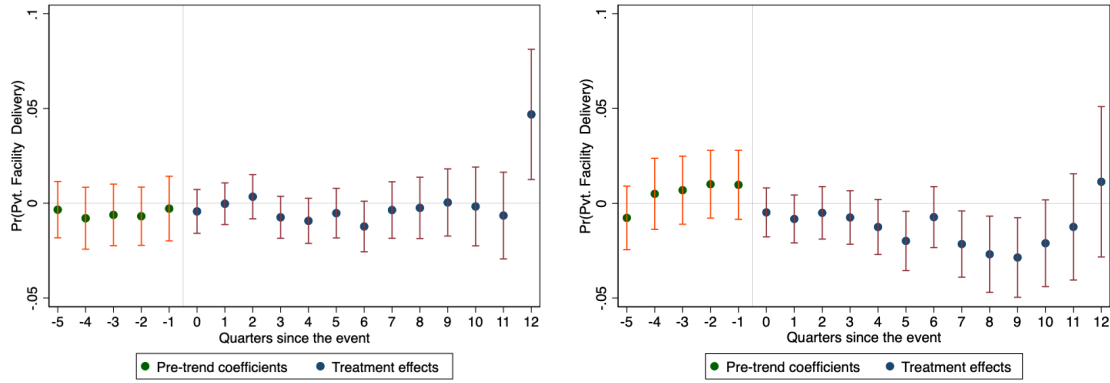 Pr(Pvt. Facility Delivery)
.1
.05
0
-.05
-5 -4 -3 -2 -1 0 1 2 3 4 5 6 7 8 9 10 11 12
Quarters since the event
Pre-trend coefficients Treatment effects
Pr(Pvt. Facility Delivery)
.1
.05
0
-.05
-5 -4 -3 -2 -1 0 1 2 3 4 5 6 7 8 9 10 11 12
Quarters since the event
Pre-trend coefficients Treatment effects